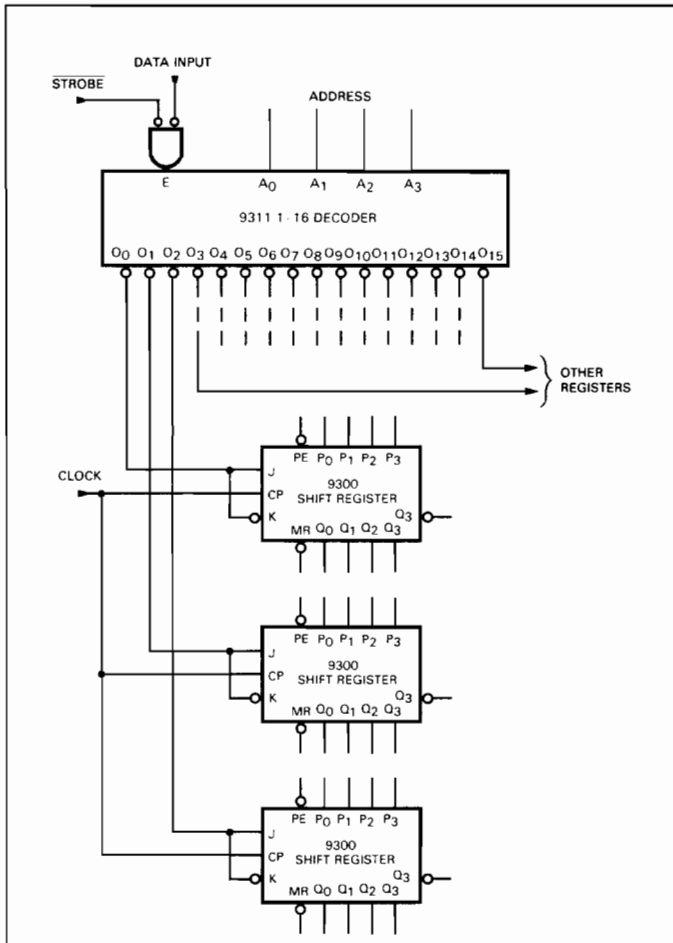 DATA INPUT
STROBE
ADDRESS
E A0 A1 A2 A3
9311 1-16 DECODER
O0 O1 O2 O3 O4 O5 O6 O7 O8 O9 O10 O11 O12 O13 O14 O15
OTHER
REGISTERS
CLOCK
PE P0 P1 P2 P3
J
9300
CP
SHIFT REGISTER
K
Q3
MR Q0 Q1 Q2 Q3
PE P0 P1 P2 P3
J
9300
CP
SHIFT REGISTER
K
Q3
MR Q0 Q1 Q2 Q3
PE P0 P1 P2 P3
J
9300
CP
SHIFT REGISTER
K
Q3
MR Q0 Q1 Q2 Q3